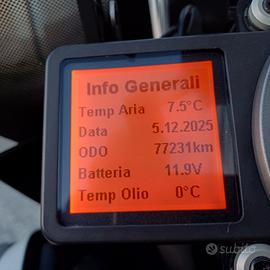 Info Generali
Temp Aria 7.5°C
Data 5.12.2025
ODO 77231km
Batteria 11.9V
Temp Olio 0°C
subito